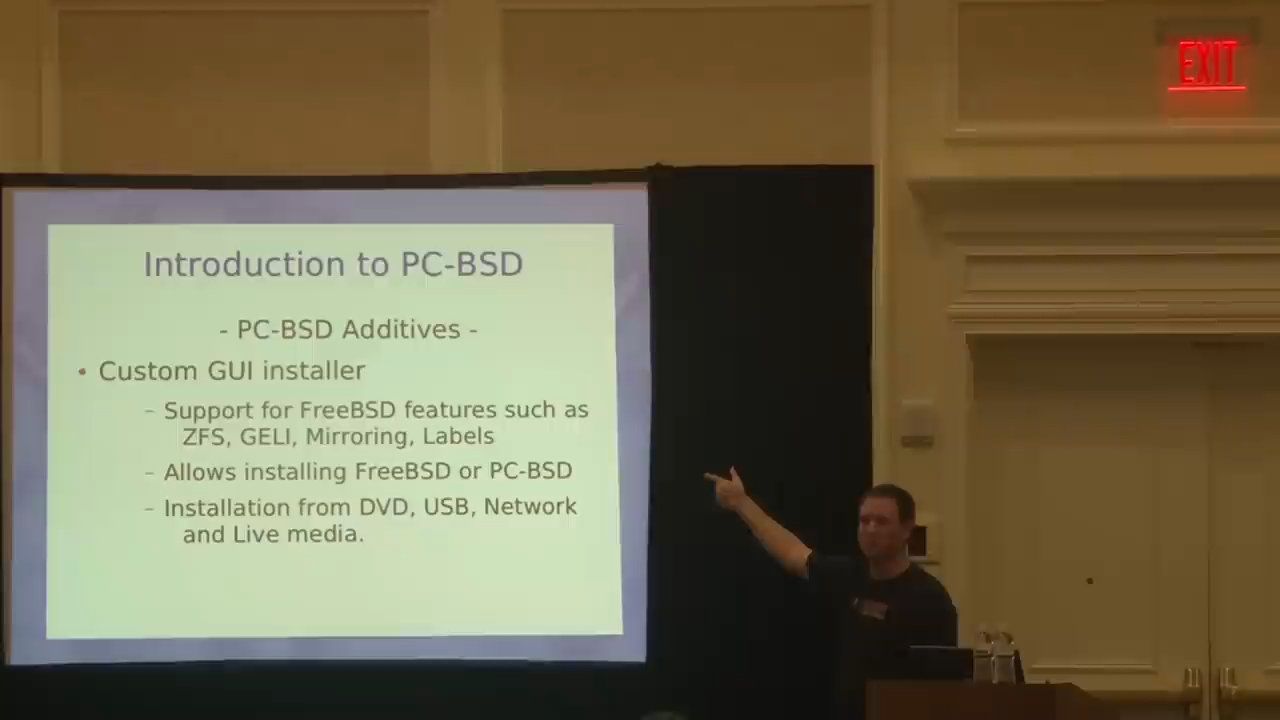 EXIT
Introduction to PC-BSD
- PC-BSD Additives -
• Custom GUI installer
– Support for FreeBSD features such as
ZFS, GELI, Mirroring, Labels
– Allows installing FreeBSD or PC-BSD
– Installation from DVD, USB, Network
and Live media.